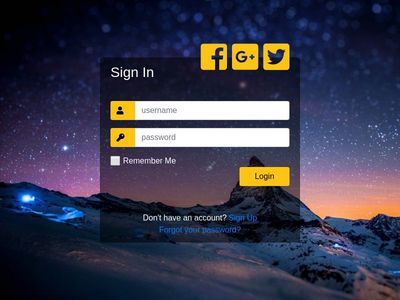 Sign In
username
password
Remember Me
Login
Don't have an account? Sign Up
Forgot your password?